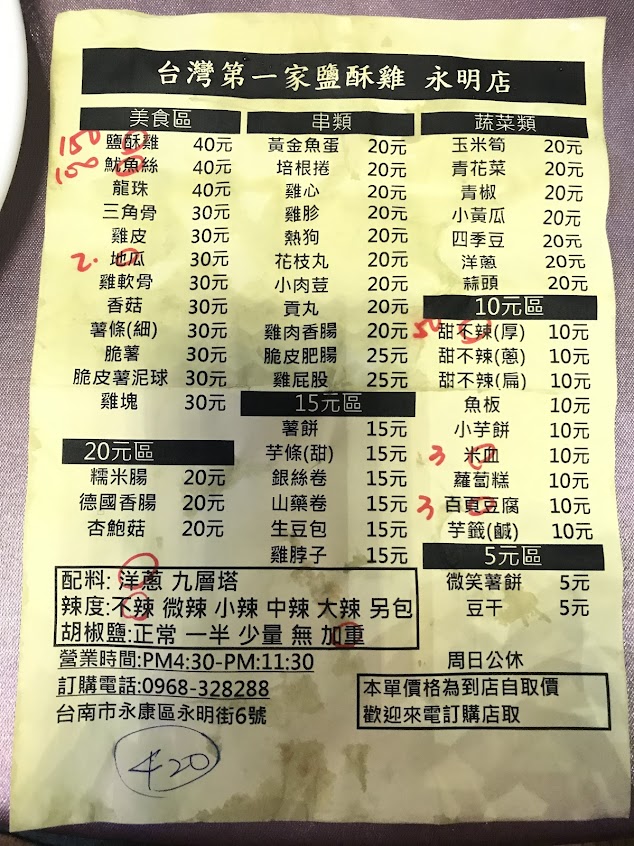 台灣第一家鹽酥雞 永明店
美食區
150 鹽酥雞 40元
100 魷魚絲 40元
龍珠 40元
三角骨 30元
雞皮 30元
2. 地瓜 30元
雞軟骨 30元
香菇 30元
薯條(細) 30元
脆薯 30元
脆皮薯泥球 30元
雞塊 30元
20元區
糯米腸 20元
德國香腸 20元
杏鮑菇 20元
串類
黃金魚蛋 20元
培根捲 20元
雞心 20元
雞胗 20元
熱狗 20元
花枝丸 20元
小肉荳 20元
貢丸 20元
雞肉香腸 20元
脆皮肥腸 25元
雞屁股 25元
15元區
薯餅 15元
芋條(甜) 15元
銀絲卷 15元
山藥卷 15元
生豆包 15元
雞脖子 15元
蔬菜類
玉米筍 20元
青花菜 20元
青椒 20元
小黃瓜 20元
四季豆 20元
洋蔥 20元
蒜頭 20元
10元區
50 甜不辣(厚) 10元
甜不辣(蔥) 10元
甜不辣(扁) 10元
魚板 10元
小芋餅 10元
3 米血 10元
蘿蔔糕 10元
3 百頁豆腐 10元
芋籤(鹹) 10元
5元區
微笑薯餅 5元
豆干 5元
配料: 洋蔥 九層塔
辣度:不辣 微辣 小辣 中辣 大辣 另包
胡椒鹽:正常 一半 少量 無 加重
營業時間:PM4:30-PM:11:30
訂購電話:0968-328288
台南市永康區永明街6號
周日公休
本單價格為到店自取價
歡迎來電訂購店取
420